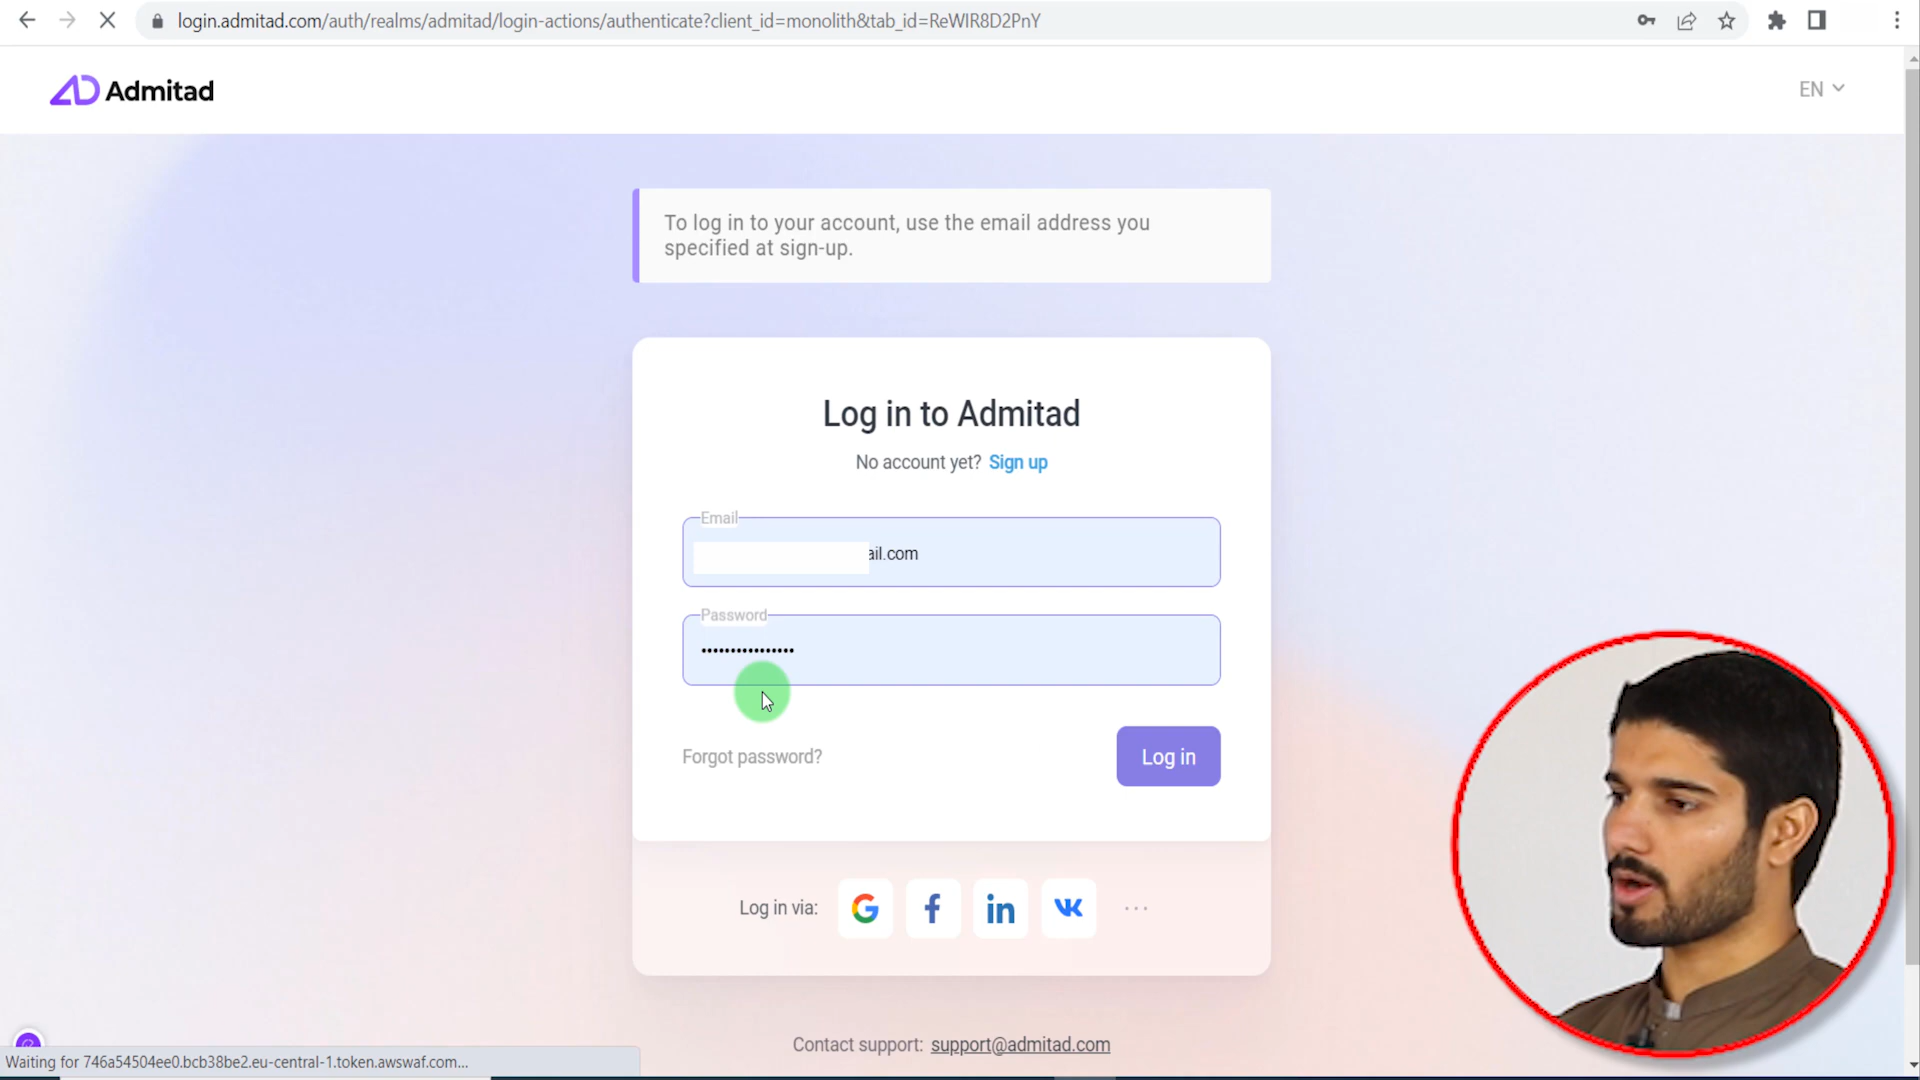 login.admitad.com/auth/realms/admitad/login-actions/authenticate?client_id=monolith&tab_id=ReWIR8D2PnY
Admitad
EN
To log in to your account, use the email address you
specified at sign-up.
Log in to Admitad
No account yet? Sign up
Email
ail.com
Password
••••••••••••••••
Forgot password?
Log in
Log in via:
Contact support: support@admitad.com
Waiting for 746a54504ee0.bcb38be2.eu-central-1.token.awswaf.com...